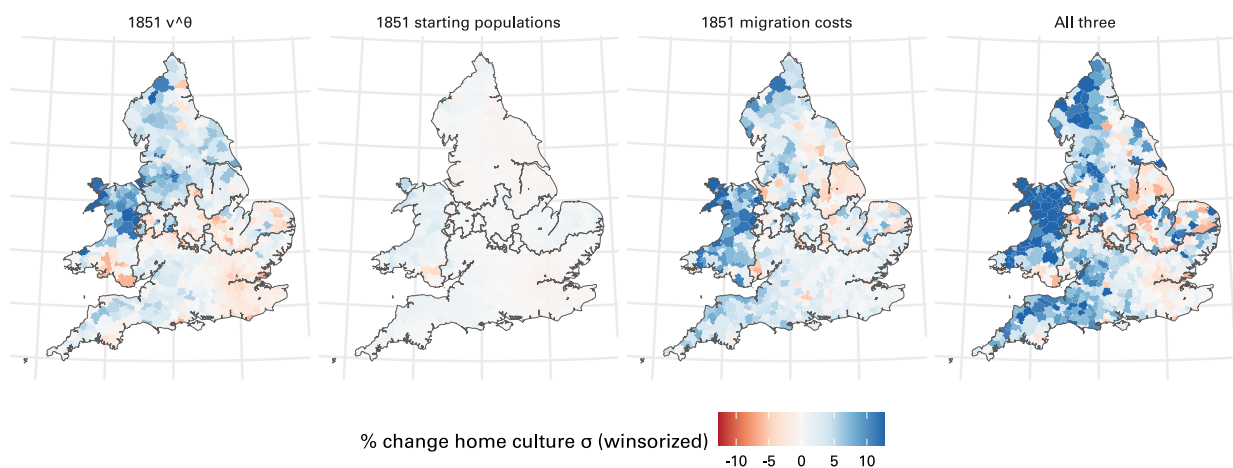 1851 v^θ
1851 starting populations
1851 migration costs
All three
% change home culture σ (winsorized)
-10 -5 0 5 10